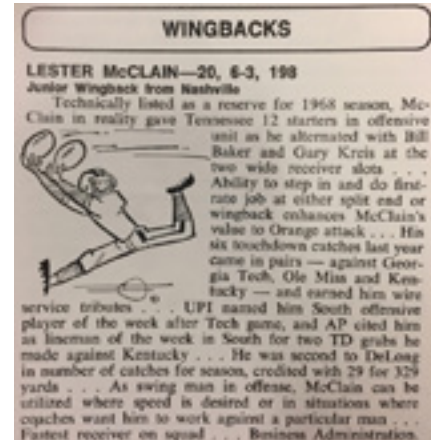 WINGBACKS
LESTER McCLAIN—20, 6-3, 198
Junior Wingback from Nashville
Technically listed as a reserve for 1968 season, Mc-
Clain in reality gave Tennessee 12 starters in offensive
unit as he alternated with Bill
Baker and Gary Kreis at the
two wide receiver slots . . .
Ability to step in and do first-
rate job at either split end or
wingback enhances McClain's
value to Orange attack . . . His
six touchdown catches last year
came in pairs — against Geor-
gia Tech, Ole Miss and Ken-
tucky — and earned him wire
service tributes . . . UPI named him South offensive
player of the week after Tech game, and AP cited him
as lineman of the week in South for two TD grabs he
made against Kentucky . . . He was second to DeLong
in number of catches for season, credited with 29 for 329
yards . . . As swing man in offense, McClain can be
utilized where speed is desired or in situations where
coaches want him to work against a particular man . . .
Fastest receiver on squad . . . Business Administration.